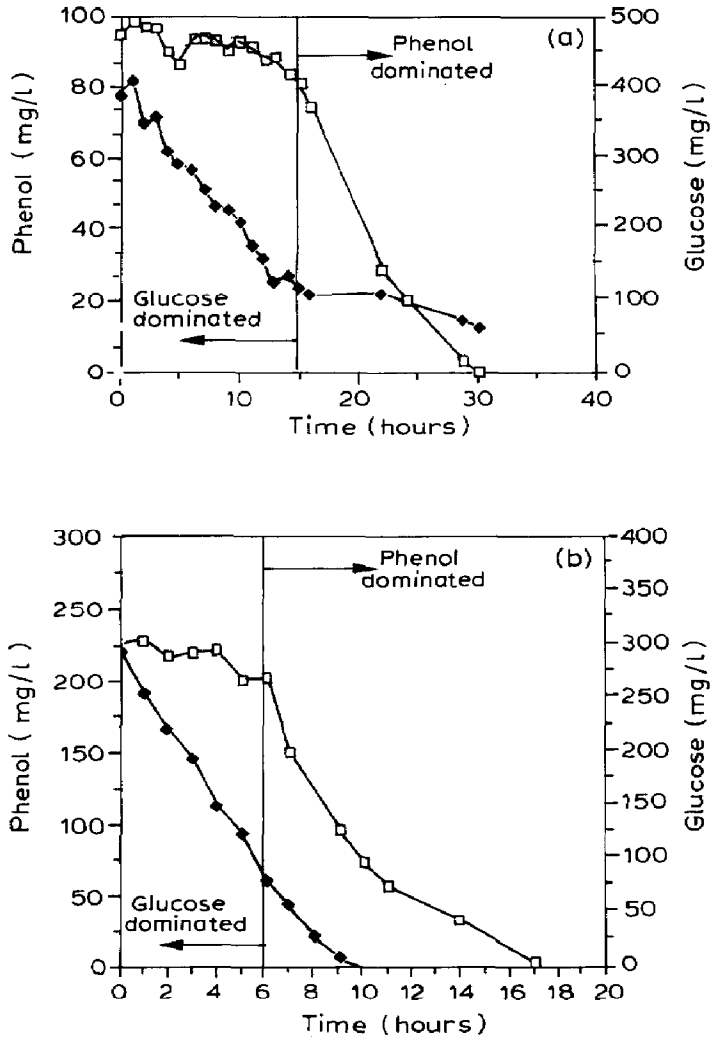 (a)
Phenol
dominated
Glucose
dominated
100
80
60
40
20
0
Phenol (mg/l)
500
400
300
200
100
0
Glucose (mg/l)
0
10
20
30
40
Time (hours)
(b)
Phenol
dominated
Glucose
dominated
300
250
200
150
100
50
0
Phenol (mg/l)
400
350
300
250
200
150
100
50
0
Glucose (mg/l)
0
2
4
6
8
10
12
14
16
18
20
Time (hours)